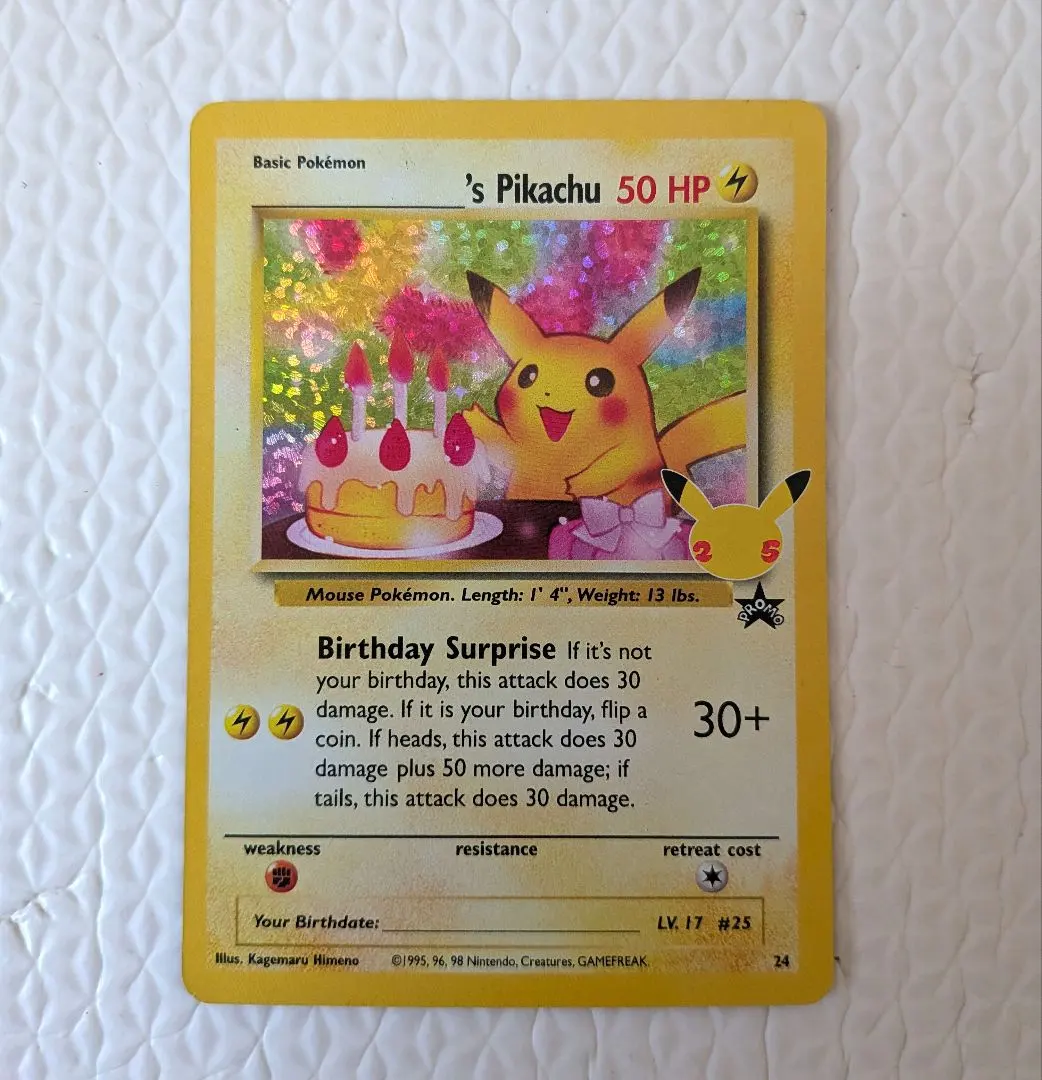 Basic Pokémon
's Pikachu 50 HP
25
Mouse Pokémon. Length: 1' 4", Weight: 13 lbs.
PROMO
Birthday Surprise If it's not
your birthday, this attack does 30
damage. If it is your birthday, flip a
coin. If heads, this attack does 30
damage plus 50 more damage; if
tails, this attack does 30 damage.
30+
weakness resistance retreat cost
Your Birthdate: LV. 17 #25
Illus. Kagemaru Himeno ©1995, 96, 98 Nintendo, Creatures, GAMEFREAK. 24